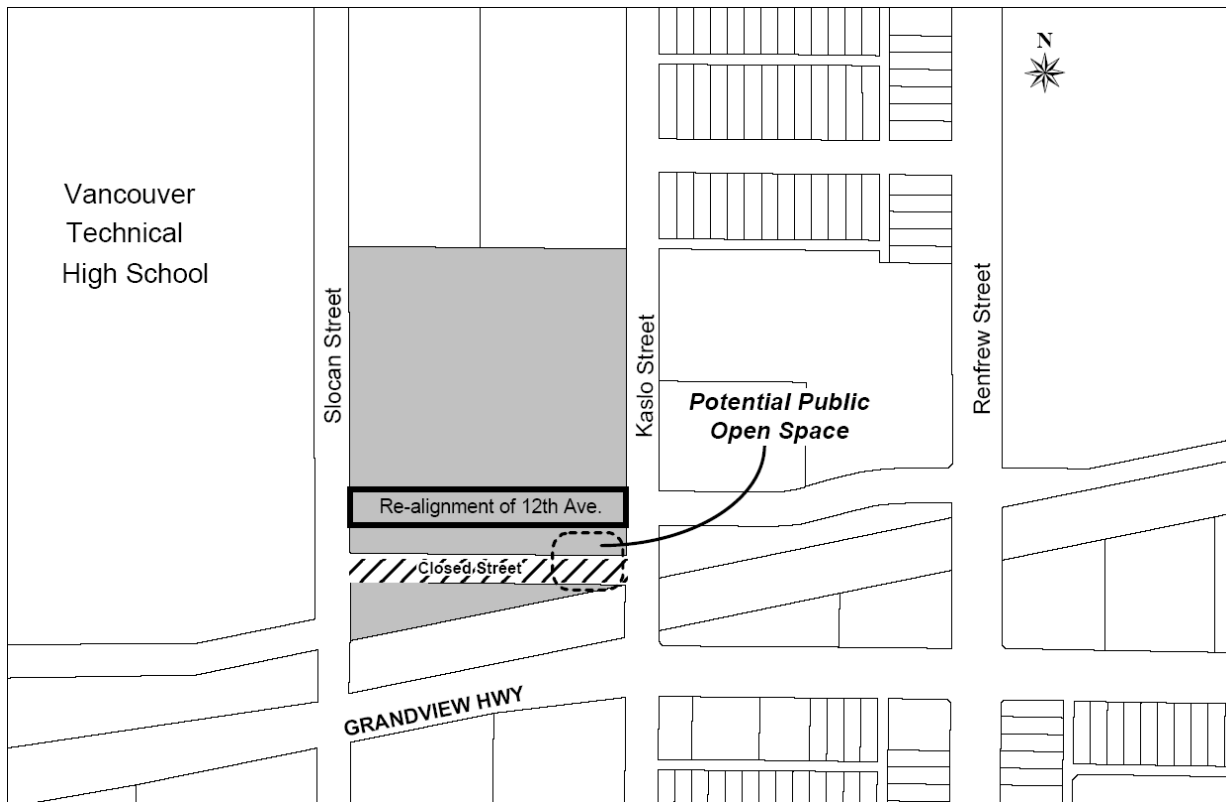 N
Vancouver
Technical
High School
Slocan Street
Kaslo Street
Renfrew Street
Potential Public
Open Space
Re-alignment of 12th Ave.
Closed Street
GRANDVIEW HWY